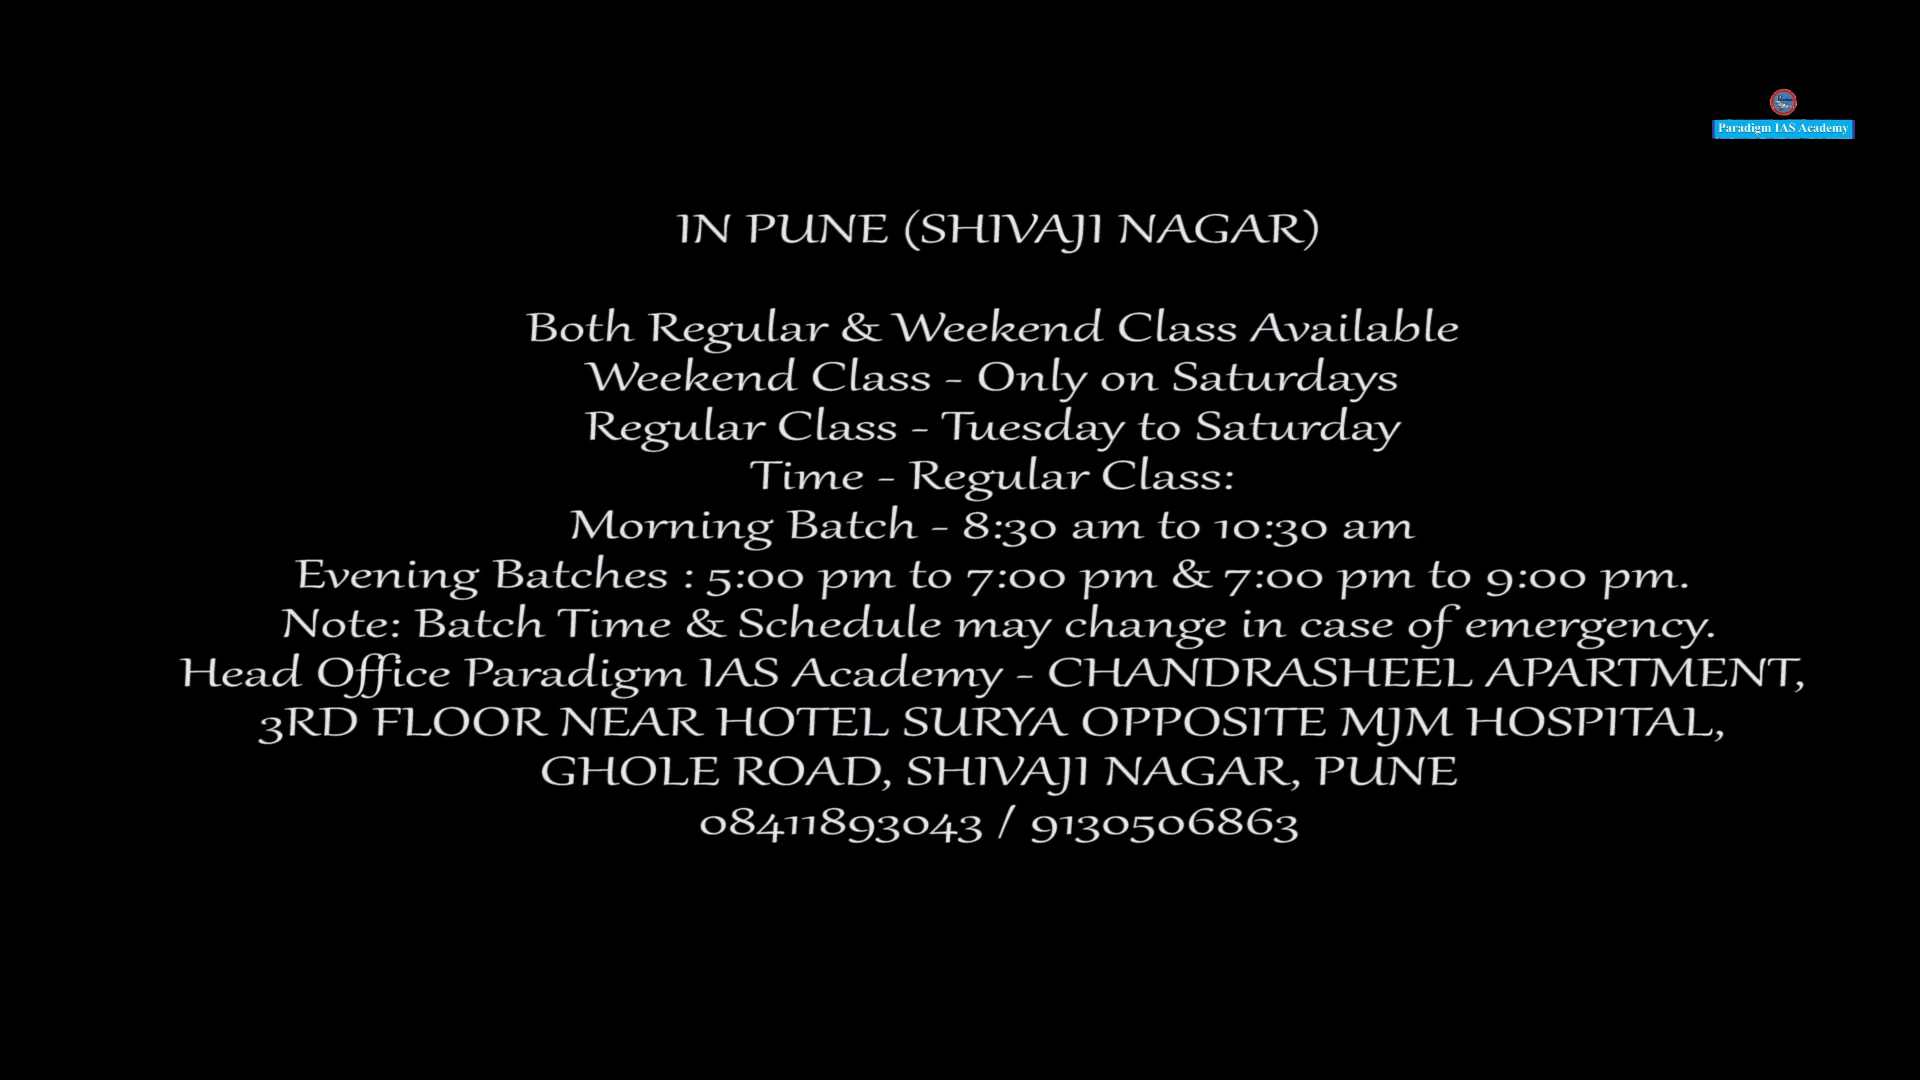 Paradigm IAS Academy
IN PUNE (SHIVAJI NAGAR)
Both Regular & Weekend Class Available
Weekend Class - Only on Saturdays
Regular Class - Tuesday to Saturday
Time - Regular Class:
Morning Batch - 8:30 am to 10:30 am
Evening Batches : 5:00 pm to 7:00 pm & 7:00 pm to 9:00 pm.
Note: Batch Time & Schedule may change in case of emergency.
Head Office Paradigm IAS Academy - CHANDRASHEEL APARTMENT,
3RD FLOOR NEAR HOTEL SURYA OPPOSITE MJM HOSPITAL,
GHOLE ROAD, SHIVAJI NAGAR, PUNE
08411893043 / 9130506863